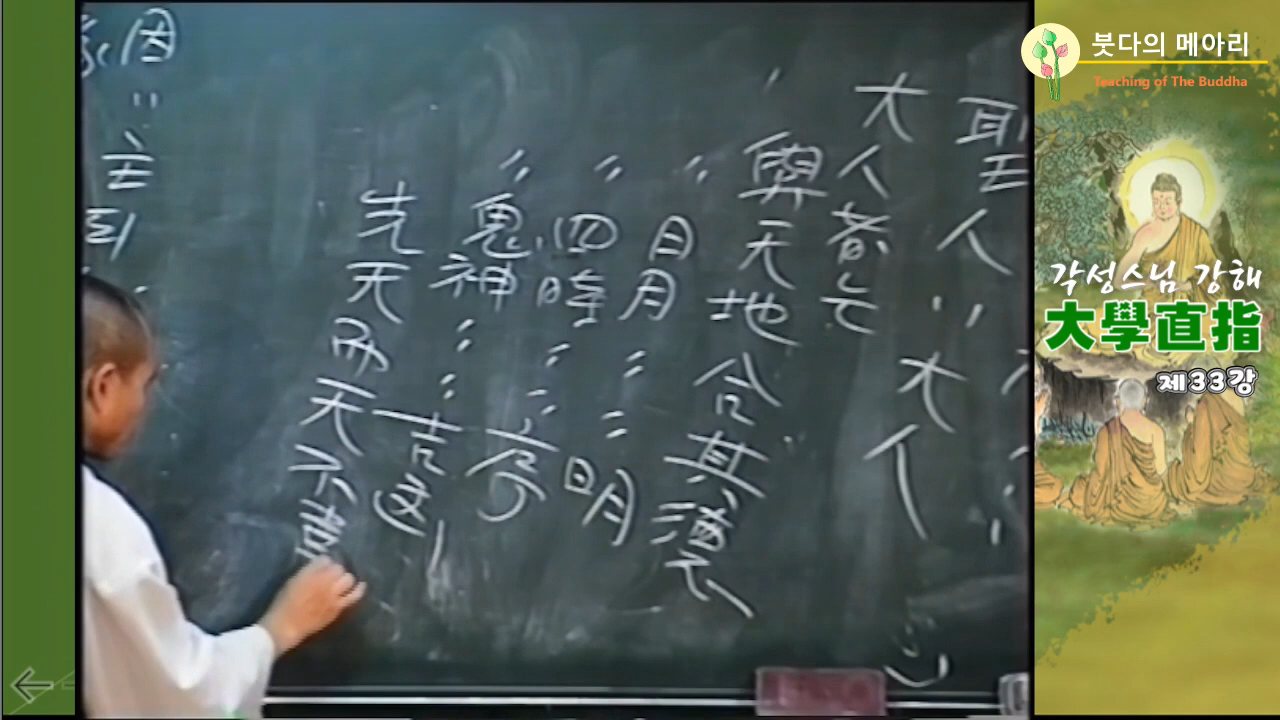 聖人〃
大人者
大人
與天地合其德
〃日月〃〃明
〃四時〃〃序
〃鬼神〃〃吉凶
先天而天不
因〃主
붓다의 메아리
Teaching of The Buddha
각성스님 강해
大學直指
제33강